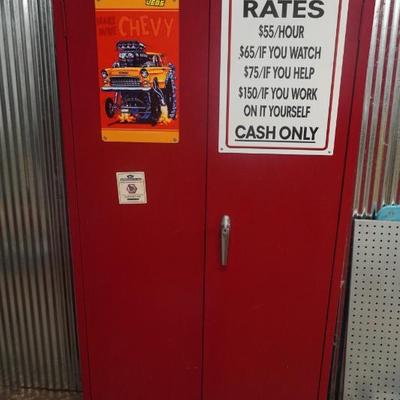 JEGS
CHEVY
RATES
$55/HOUR
$65/IF YOU WATCH
$75/IF YOU HELP
$150/IF YOU WORK
ON IT YOURSELF
CASH ONLY